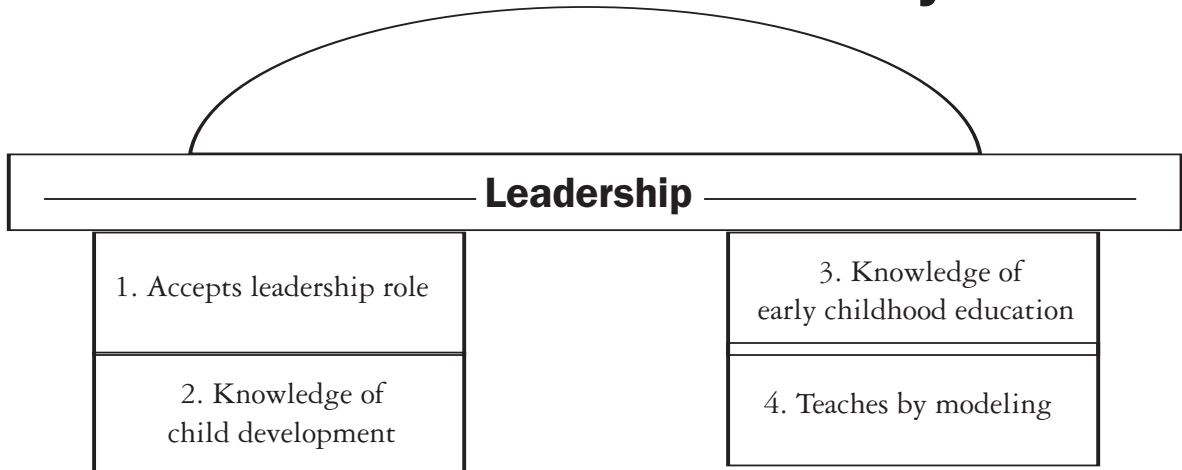 Leadership
1. Accepts leadership role
2. Knowledge of
child development
3. Knowledge of
early childhood education
4. Teaches by modeling